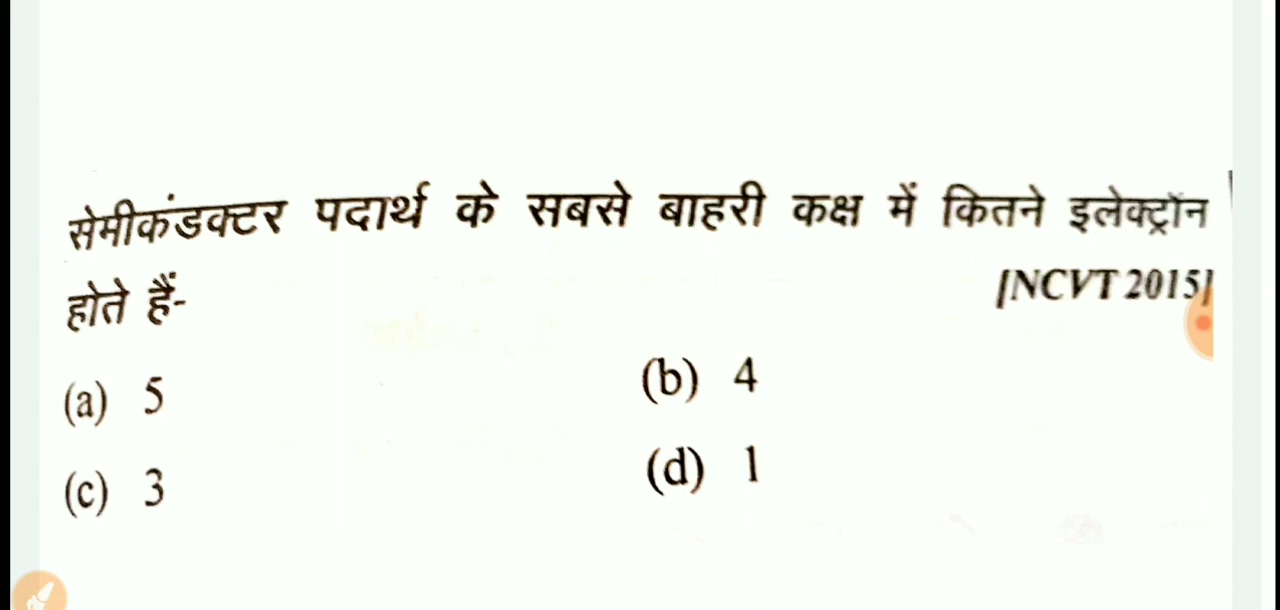 सेमीकंडक्टर पदार्थ के सबसे बाहरी कक्ष में कितने इलेक्ट्रॉन
होते हैं-
[NCVT 2015]
(a) 5
(b) 4
(c) 3
(d) 1